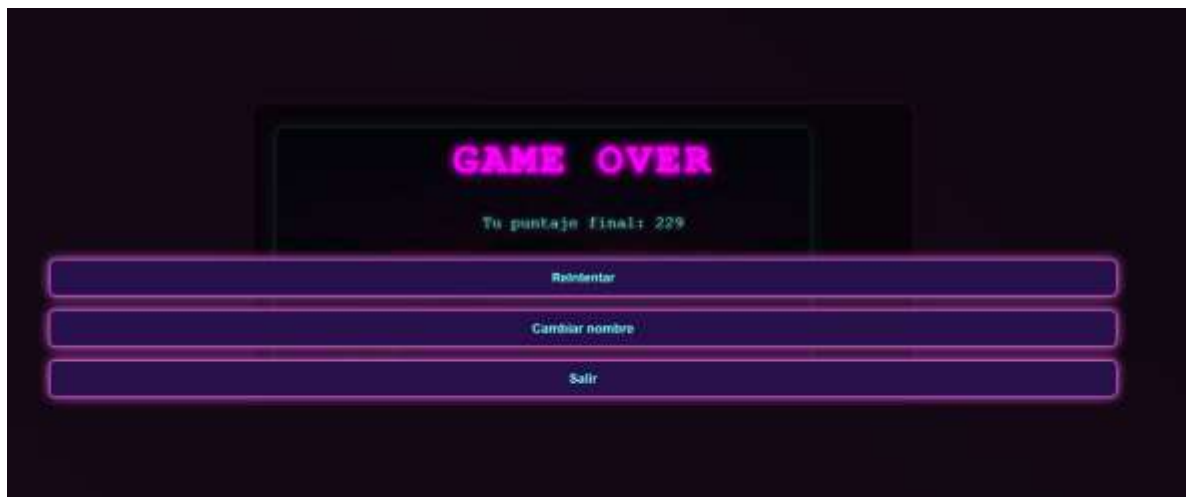 GAME OVER
Tu puntaje final: 229
Reintentar
Cambiar nombre
Salir